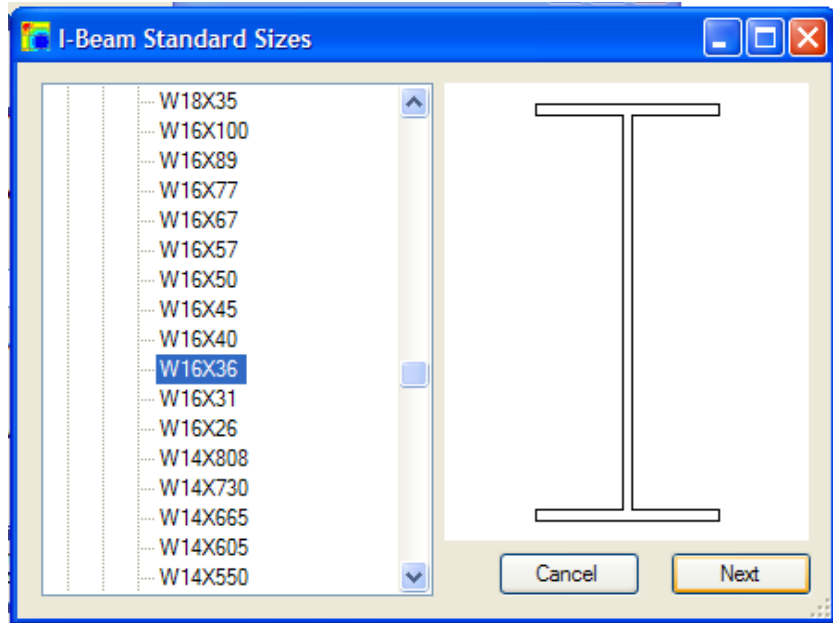 I-Beam Standard Sizes
W18X35
W16X100
W16X89
W16X77
W16X67
W16X57
W16X50
W16X45
W16X40
W16X36
W16X31
W16X26
W14X808
W14X730
W14X665
W14X605
W14X550
Cancel
Next